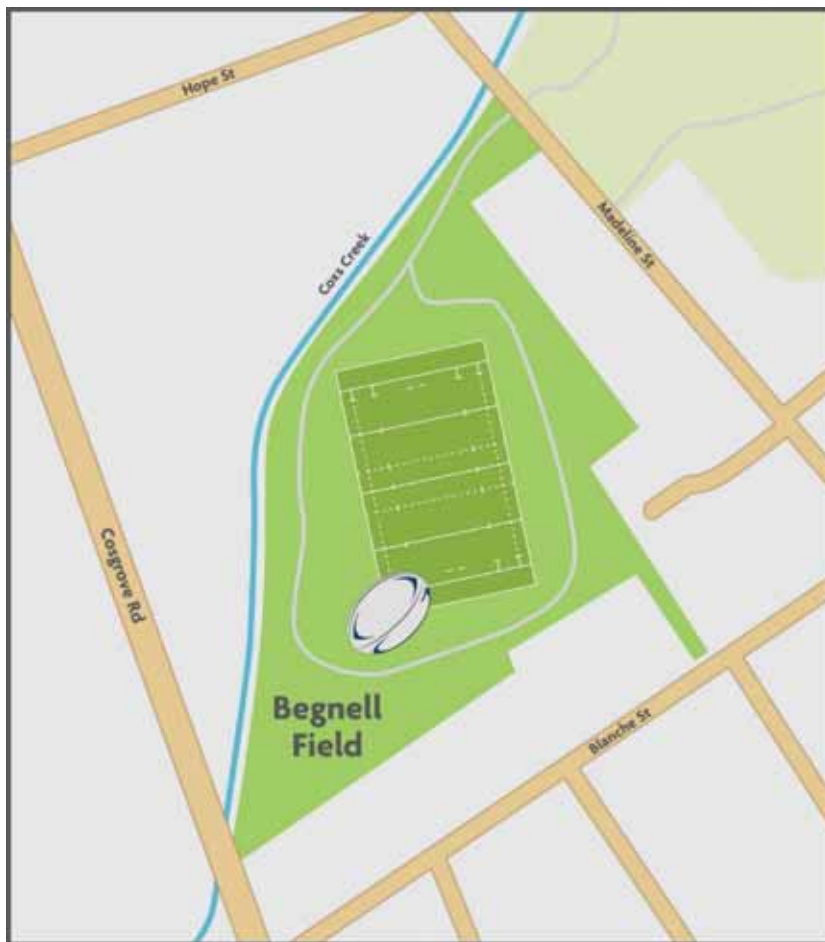 Hope St
Coxs Creek
Madeline St
Cosgrove Rd
Begnell
Field
Blanche St